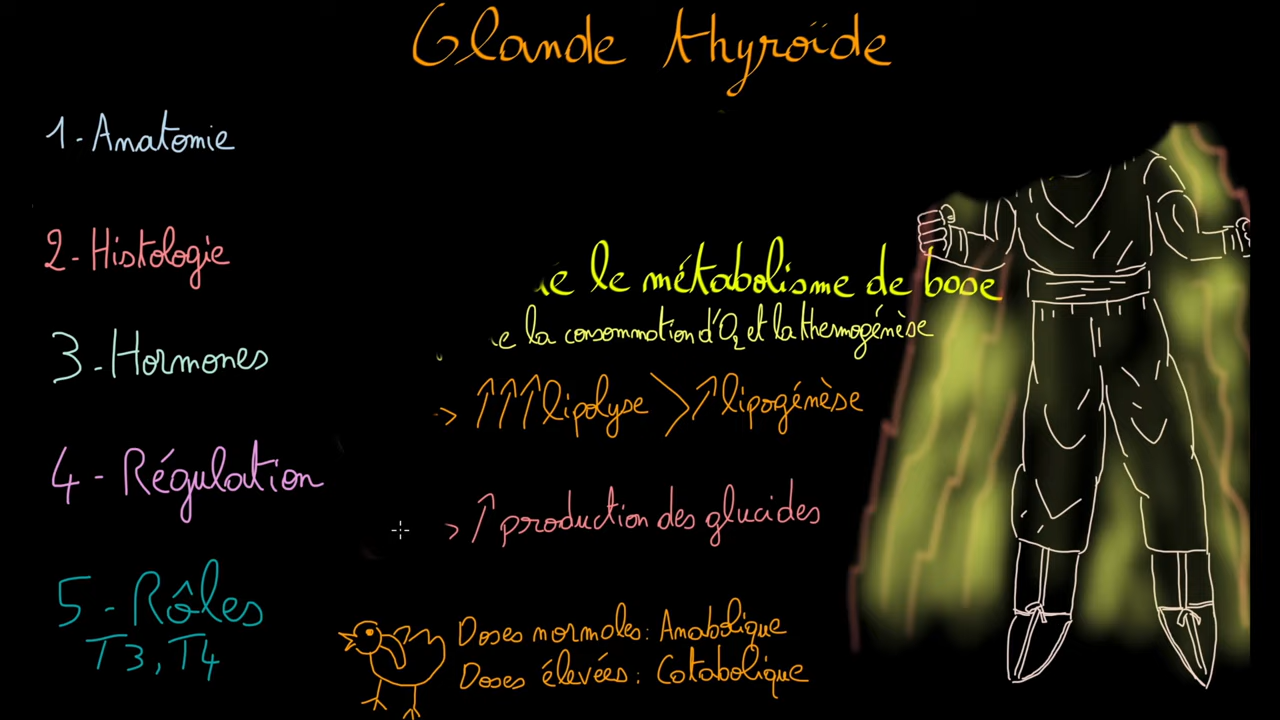 Glande thyroïde
1-Anatomie
2-Histologie
3-Hormones
4-Régulation
5-Rôles
T3, T4
le métabolisme de base
la consommation d'O₂ et la thermogénèse
-> ↑↑↑lipolyse > ↑lipogénèse
> ↑production des glucides
Doses normales: Anabolique
Doses élevées: Catabolique